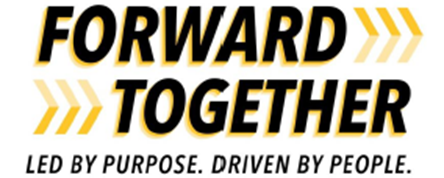 FORWARD
TOGETHER
LED BY PURPOSE. DRIVEN BY PEOPLE.